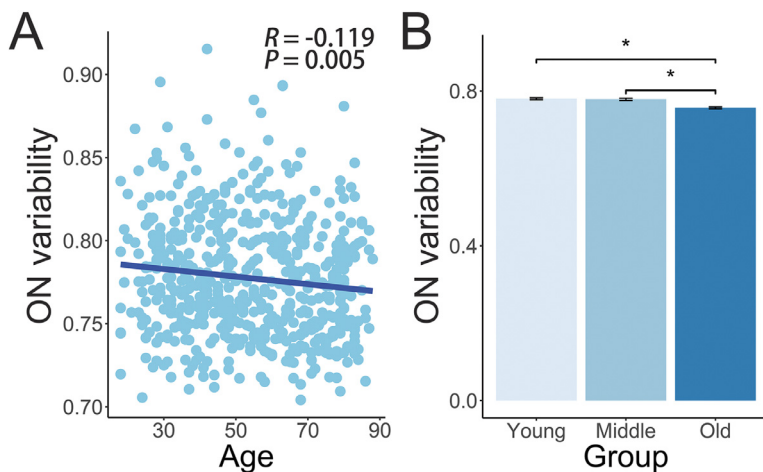 A
R = -0.119
P = 0.005
ON variability
0.90
0.85
0.80
0.75
0.70
30
50
70
90
Age
B
*
*
ON variability
0.8
0.4
0.0
Young
Middle
Old
Group